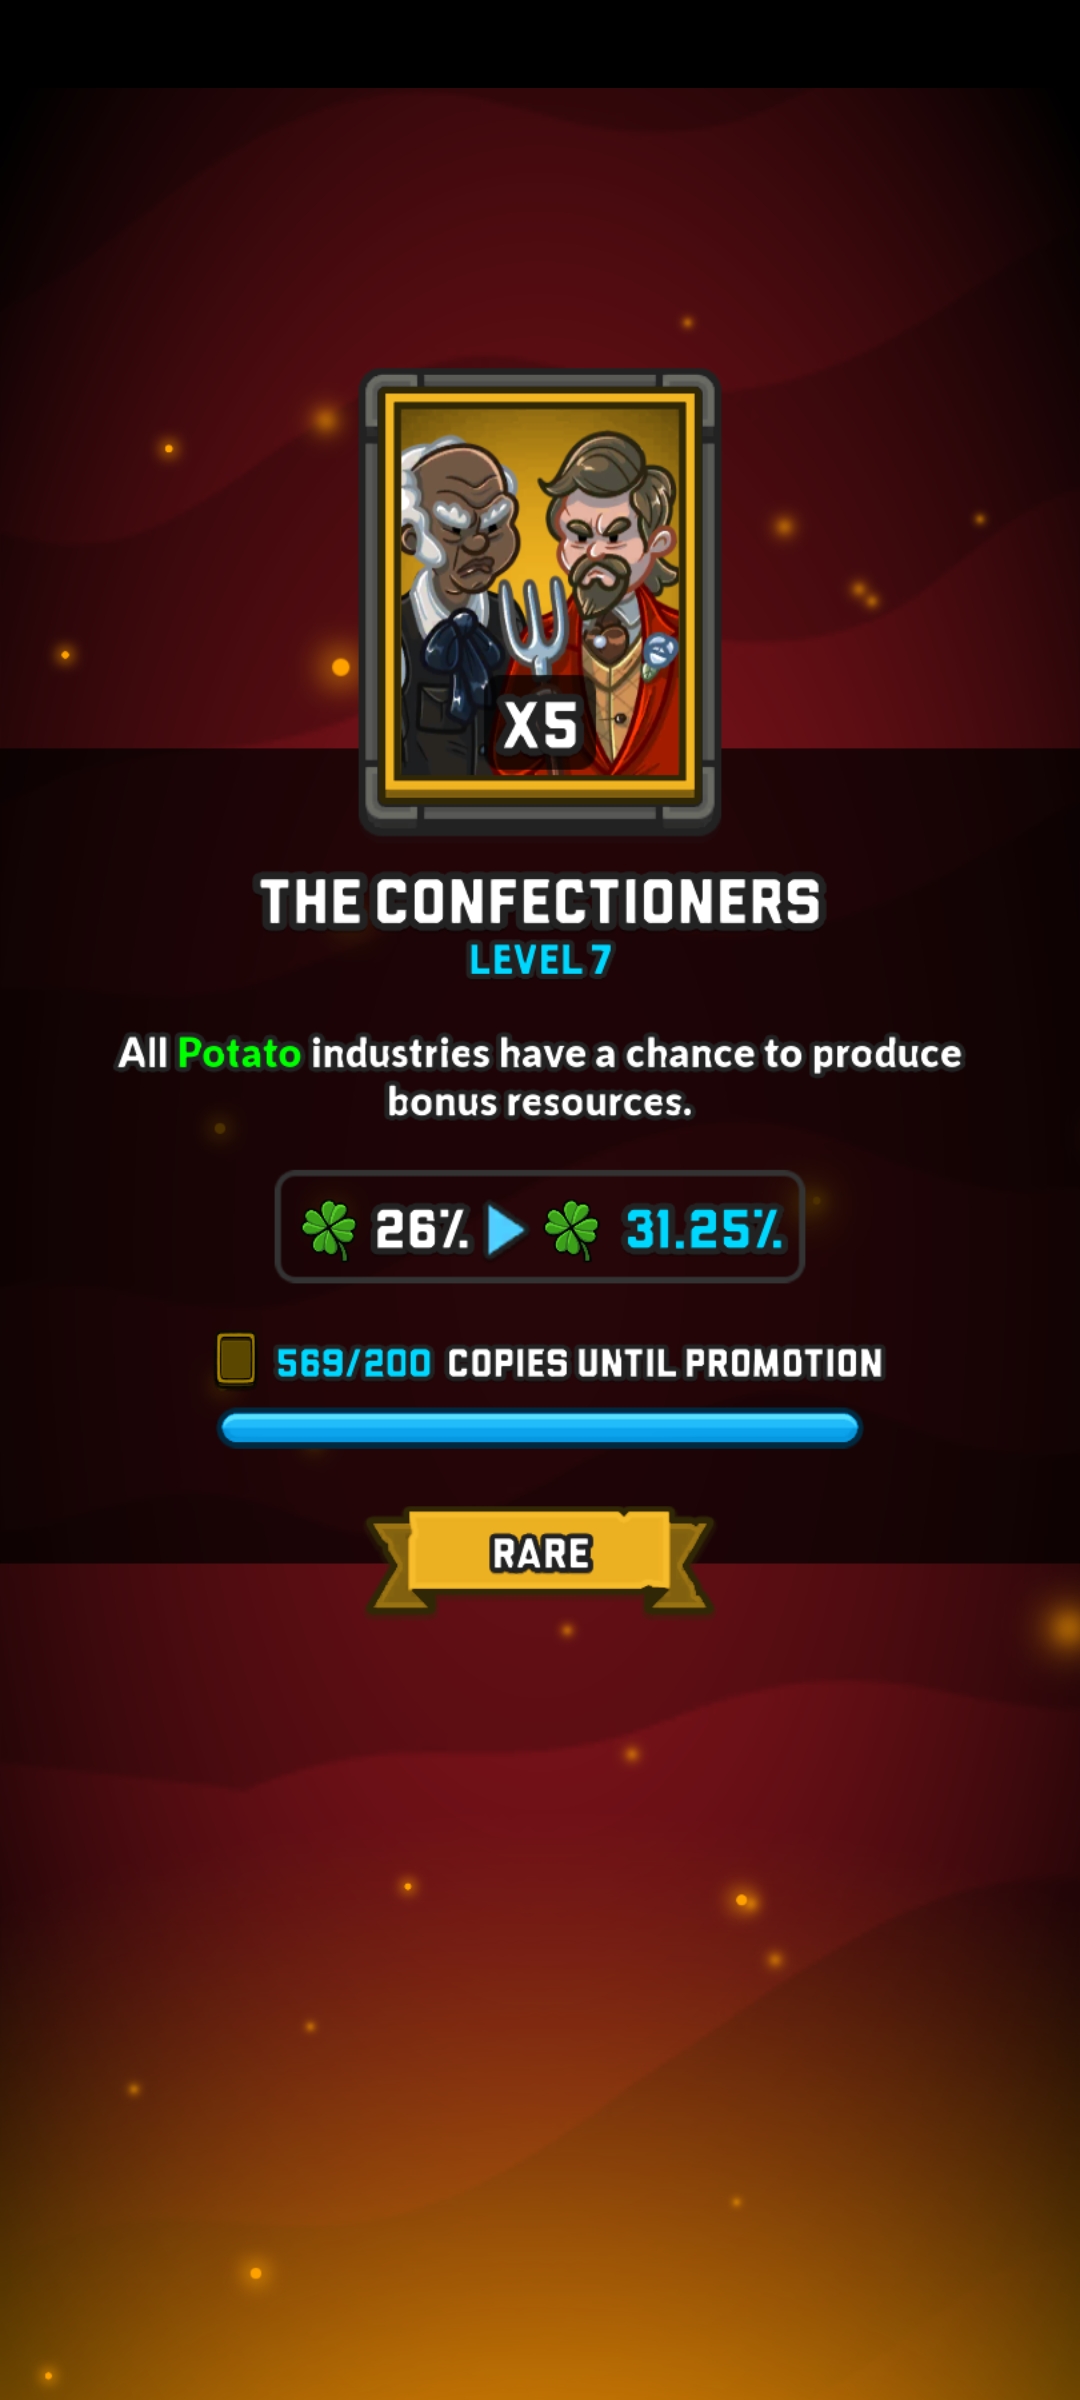 X5
THE CONFECTIONERS
LEVEL 7
All Potato industries have a chance to produce
bonus resources.
26% 31.25%
569/200 COPIES UNTIL PROMOTION
RARE